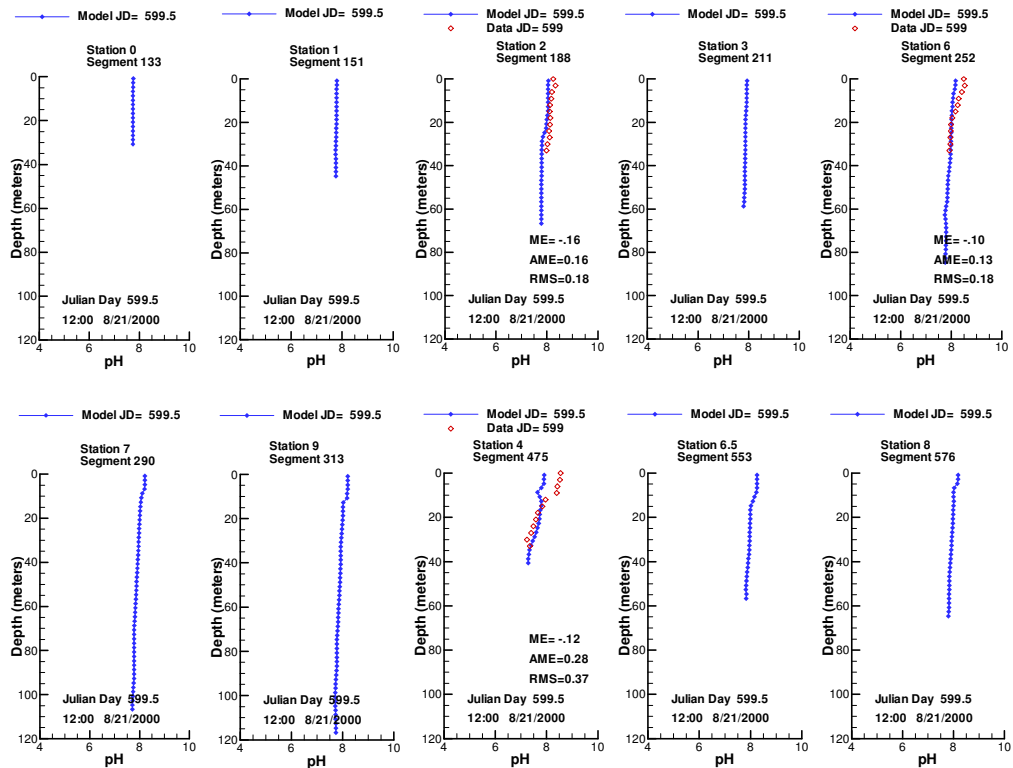 Model JD= 599.5
Station 0
Segment 133
0
20
40
60
80
100
120
Depth (meters)
Julian Day 599.5
12:00 8/21/2000
4 6 8 10
pH
Model JD= 599.5
Station 1
Segment 151
0
20
40
60
80
100
120
Depth (meters)
Julian Day 599.5
12:00 8/21/2000
4 6 8 10
pH
Model JD= 599.5
Data JD= 599
Station 2
Segment 188
0
20
40
60
80
100
120
Depth (meters)
ME= -.16
AME=0.16
RMS=0.18
Julian Day 599.5
12:00 8/21/2000
4 6 8 10
pH
Model JD= 599.5
Station 3
Segment 211
0
20
40
60
80
100
120
Depth (meters)
Julian Day 599.5
12:00 8/21/2000
4 6 8 10
pH
Model JD= 599.5
Data JD= 599
Station 6
Segment 252
0
20
40
60
80
100
120
Depth (meters)
ME= -.10
AME=0.13
RMS=0.18
Julian Day 599.5
12:00 8/21/2000
4 6 8 10
pH
Model JD= 599.5
Station 7
Segment 290
0
20
40
60
80
100
120
Depth (meters)
Julian Day 599.5
12:00 8/21/2000
4 6 8 10
pH
Model JD= 599.5
Station 9
Segment 313
0
20
40
60
80
100
120
Depth (meters)
Julian Day 599.5
12:00 8/21/2000
4 6 8 10
pH
Model JD= 599.5
Data JD= 599
Station 4
Segment 475
0
20
40
60
80
100
120
Depth (meters)
ME= -.12
AME=0.28
RMS=0.37
Julian Day 599.5
12:00 8/21/2000
4 6 8 10
pH
Model JD= 599.5
Station 6.5
Segment 553
0
20
40
60
80
100
120
Depth (meters)
Julian Day 599.5
12:00 8/21/2000
4 6 8 10
pH
Model JD= 599.5
Station 8
Segment 576
0
20
40
60
80
100
120
Depth (meters)
Julian Day 599.5
12:00 8/21/2000
4 6 8 10
pH